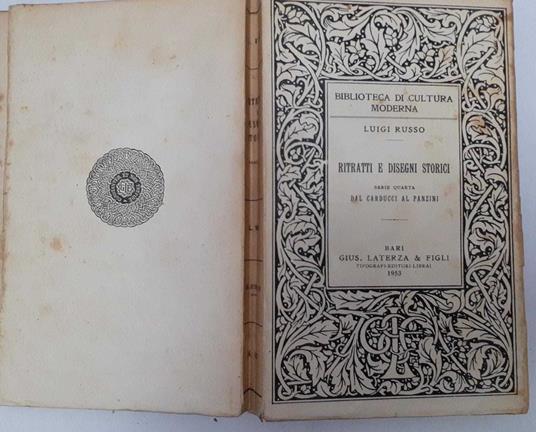 BIBLIOTECA DI CULTURA
MODERNA
LUIGI RUSSO
RITRATTI E DISEGNI STORICI
SERIE QUARTA
DAL CARDUCCI AL PANZINI
BARI
GIUS. LATERZA & FIGLI
TIPOGRAFI-EDITORI-LIBRAI
1953